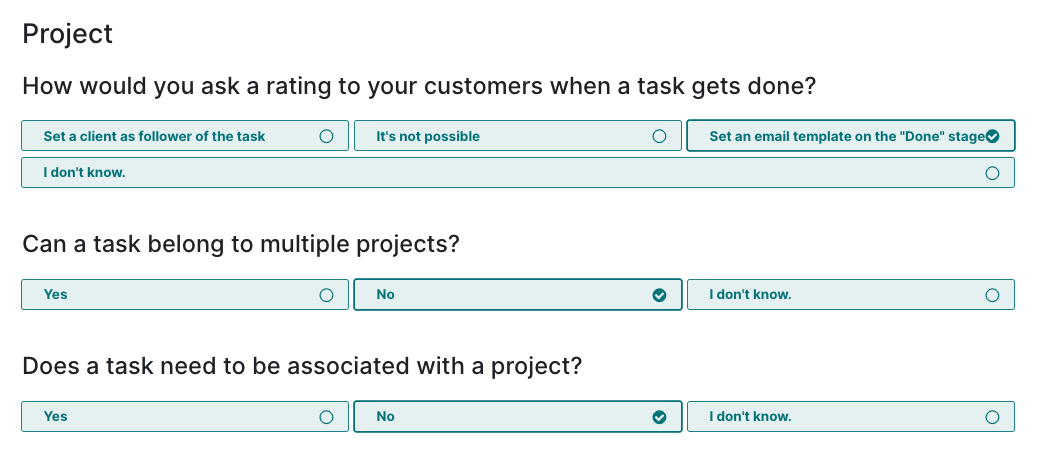 Project
How would you ask a rating to your customers when a task gets done?
Set a client as follower of the task
It's not possible
Set an email template on the "Done" stage
I don't know.
Can a task belong to multiple projects?
Yes
No
I don't know.
Does a task need to be associated with a project?
Yes
No
I don't know.